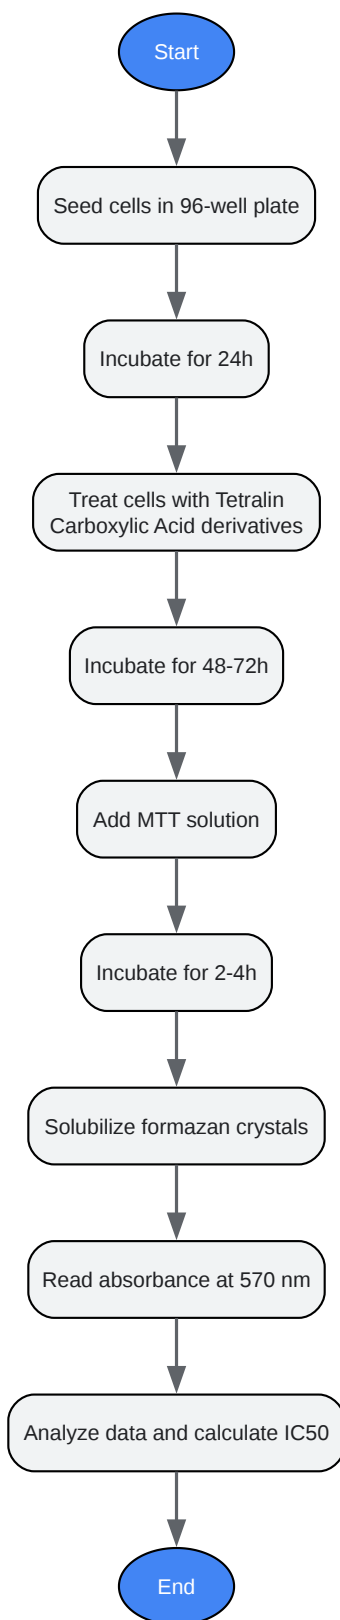 Start
Seed cells in 96-well plate
Incubate for 24h
Treat cells with Tetralin
Carboxylic Acid derivatives
Incubate for 48-72h
Add MTT solution
Incubate for 2-4h
Solubilize formazan crystals
Read absorbance at 570 nm
Analyze data and calculate IC50
End